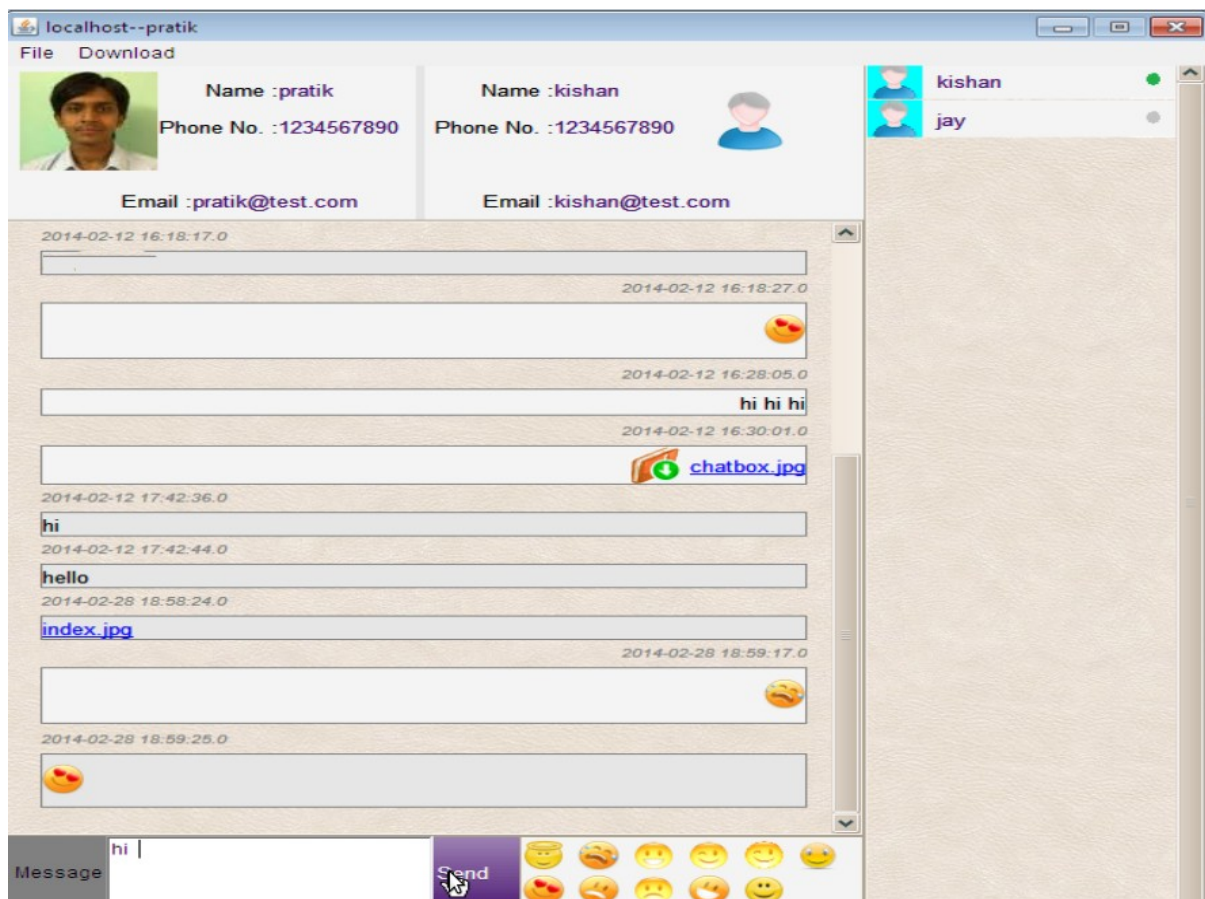 localhost--pratik
File Download
Name :pratik
Phone No. :1234567890
Email :pratik@test.com
Name :kishan
Phone No. :1234567890
Email :kishan@test.com
kishan
jay
2014-02-12 16:18:17.0
2014-02-12 16:18:27.0
2014-02-12 16:28:05.0
hi hi hi
2014-02-12 16:30:01.0
chatbox.jpg
2014-02-12 17:42:36.0
hi
2014-02-12 17:42:44.0
hello
2014-02-28 18:58:24.0
index.jpg
2014-02-28 18:59:17.0
2014-02-28 18:59:25.0
Message
hi
Send